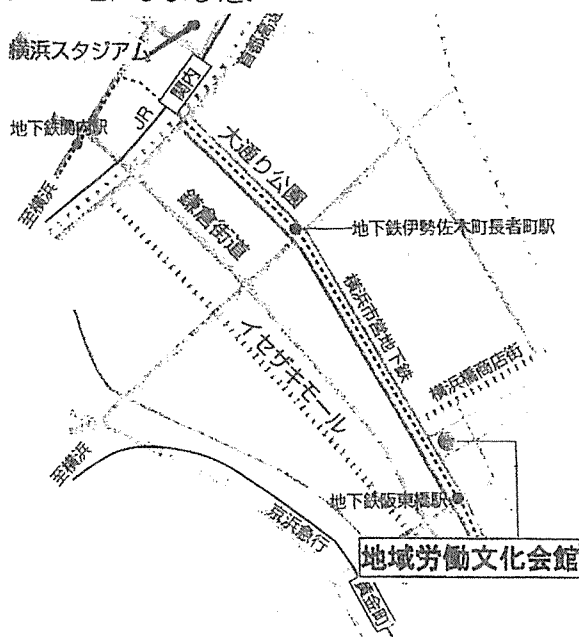 横浜スタジアム
首都高速
関内
地下鉄関内駅
JR
大通り公園
至横浜
鎌倉街道
地下鉄伊勢佐木町長者町駅
横浜市営地下鉄
イセザキモール
横浜橋商店街
至横浜
地下鉄阪東橋駅
京浜急行
地域労働文化会館
黄金町